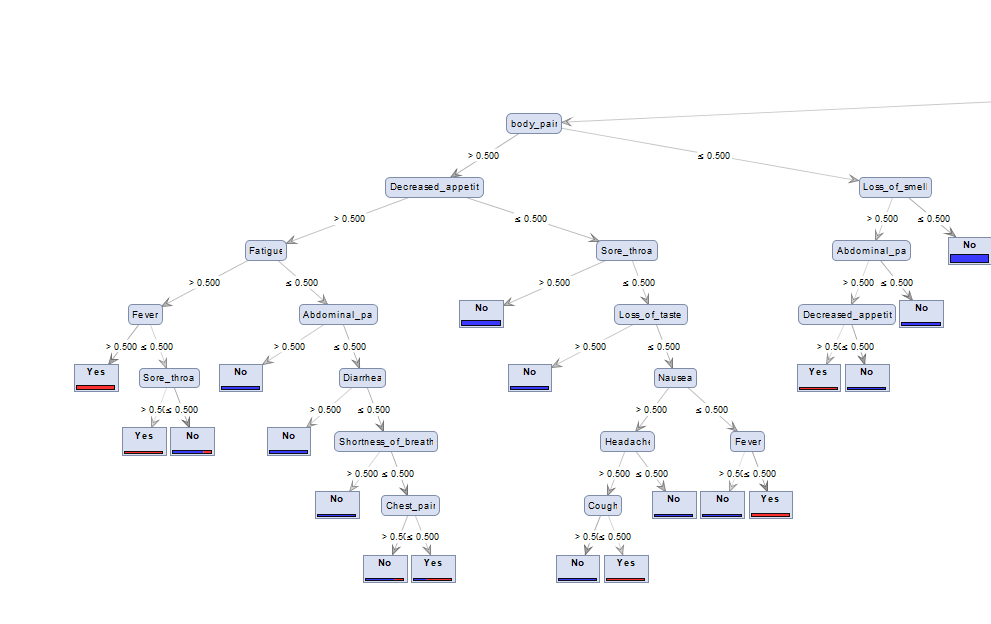 body_pain
> 0.500
≤ 0.500
Decreased_appetit
Loss_of_smell
> 0.500
≤ 0.500
> 0.500
≤ 0.500
Fatigue
Sore_throa
Abdominal_pa
No
> 0.500
≤ 0.500
> 0.500
≤ 0.500
> 0.500
≤ 0.500
Fever
Abdominal_pa
No
Loss_of_taste
Decreased_appetit
No
> 0.500
≤ 0.500
> 0.500
≤ 0.500
> 0.500
≤ 0.500
> 0.5(
≤ 0.500
Yes
Sore_throa
No
Diarrhea
No
Nausea
Yes
No
> 0.5(
≤ 0.500
> 0.500
≤ 0.500
> 0.500
≤ 0.500
Yes
No
No
Shortness_of_breath
Headache
Fever
> 0.500
≤ 0.500
> 0.500
≤ 0.500
> 0.5(
≤ 0.500
No
Chest_pain
Cough
No
No
Yes
> 0.5(
≤ 0.500
> 0.5(
≤ 0.500
No
Yes
No
Yes